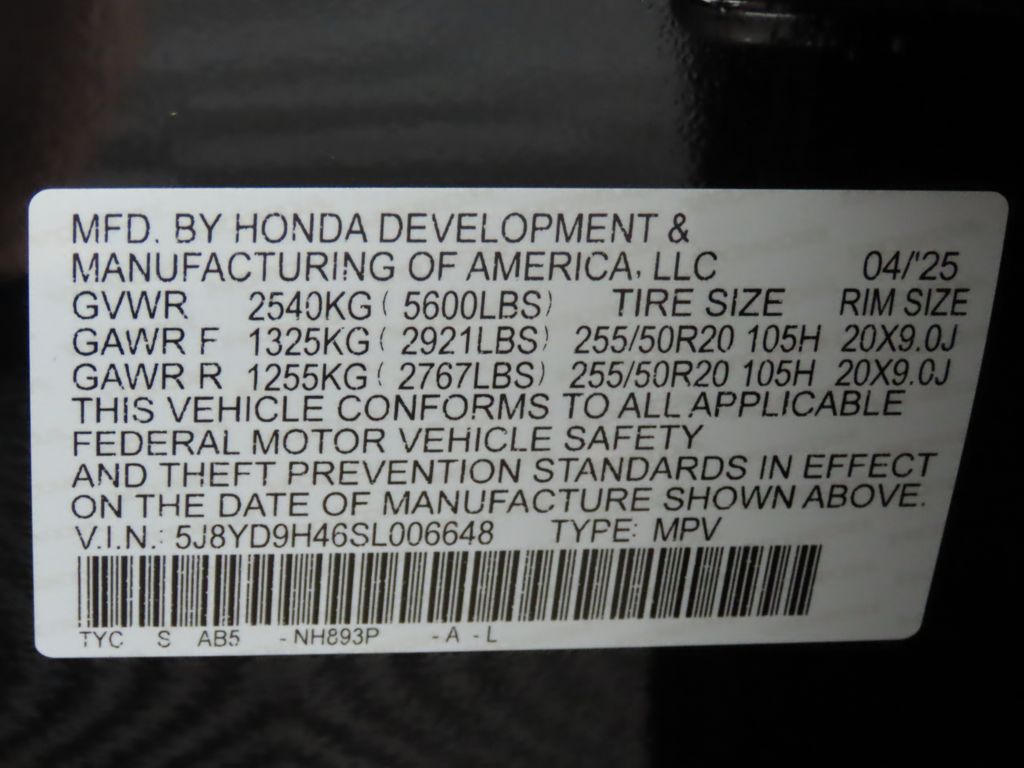 MFD. BY HONDA DEVELOPMENT &
MANUFACTURING OF AMERICA, LLC 04/'25
GVWR 2540KG ( 5600LBS) TIRE SIZE RIM SIZE
GAWR F 1325KG ( 2921LBS) 255/50R20 105H 20X9.0J
GAWR R 1255KG ( 2767LBS) 255/50R20 105H 20X9.0J
THIS VEHICLE CONFORMS TO ALL APPLICABLE
FEDERAL MOTOR VEHICLE SAFETY
AND THEFT PREVENTION STANDARDS IN EFFECT
ON THE DATE OF MANUFACTURE SHOWN ABOVE.
V.I.N.: 5J8YD9H46SL006648 TYPE: MPV
TYC S AB5 -NH893P -A -L